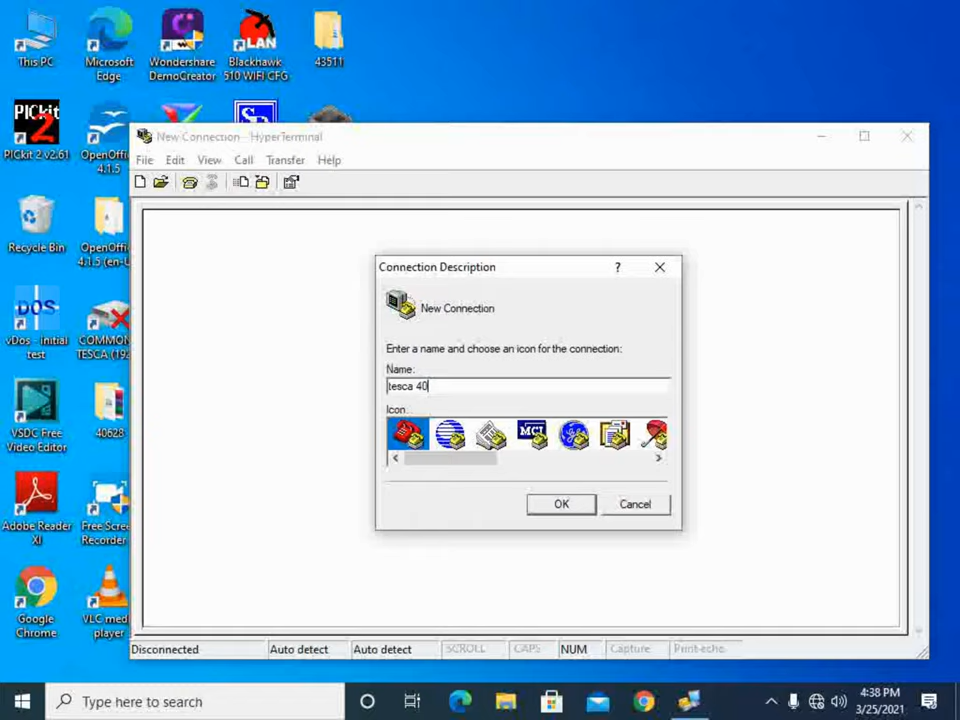 This PC
Microsoft
Edge
Wondershare
DemoCreator
LAN
Blackhawk
510 WIFI CFG
43511
PICkit
2
PICkit 2 v2.61
OpenOffi
4.1.5
New Connection - HyperTerminal
File Edit View Call Transfer Help
Recycle Bin
OpenOffi
4.1.5 (en-U
Connection Description
?
New Connection
Enter a name and choose an icon for the connection:
Name:
tesca 40
Icon:
MCI
OK
Cancel
DOS
vDos - initial
test
COMMON
TESCA (192
VSDC Free
Video Editor
40628
Adobe Reader
XI
Free Scree
Recorder
Google
Chrome
VLC med
player
Disconnected
Auto detect
Auto detect
SCROLL
CAPS
NUM
Capture
Print echo
Type here to search
4:38 PM
3/25/2021